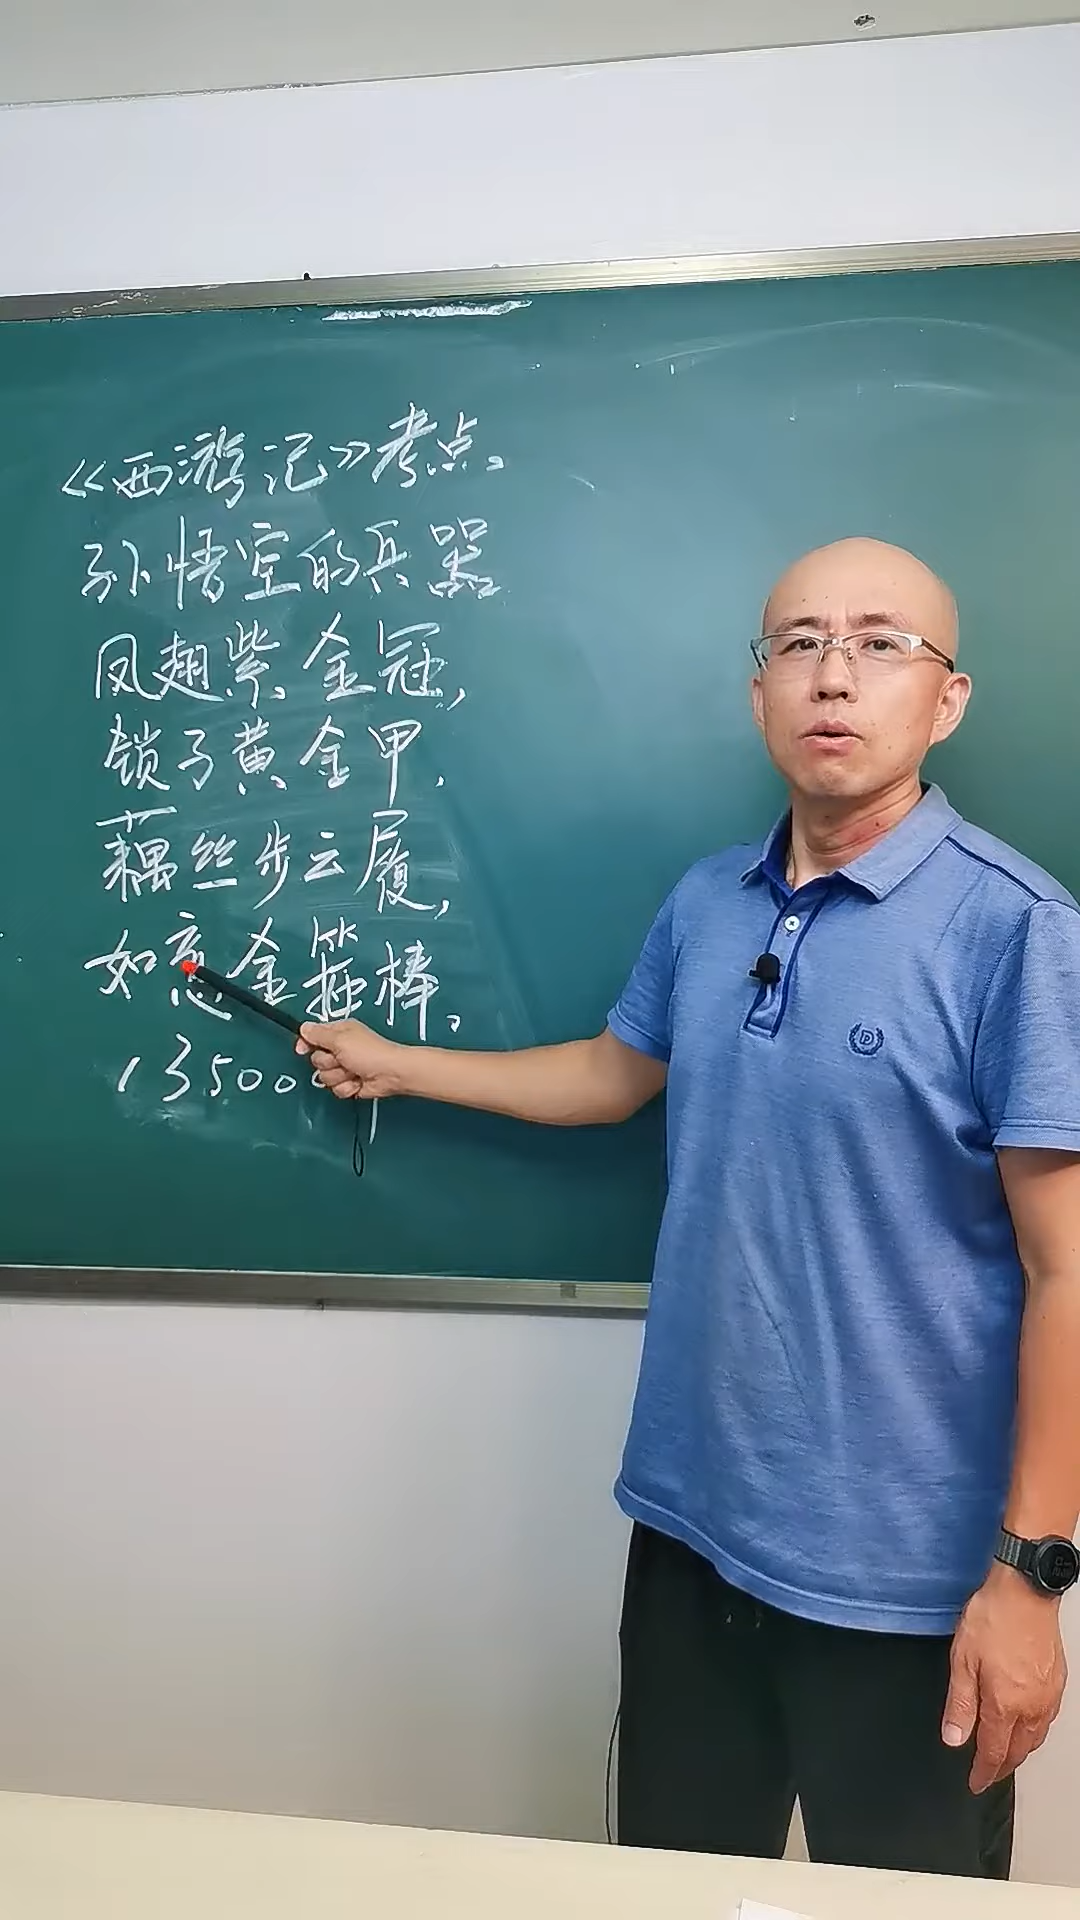 《西游记》考点、
孙悟空的兵器
凤翅紫金冠,
锁子黄金甲,
藕丝步云履,
如意金箍棒,
13500